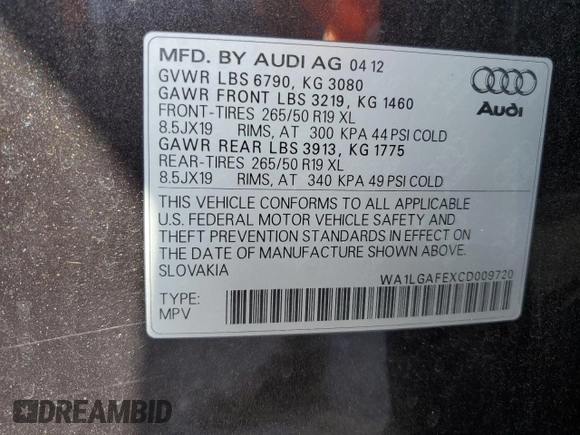 MFD. BY AUDI AG 04 12
GVWR LBS 6790, KG 3080
GAWR FRONT LBS 3219, KG 1460
FRONT-TIRES 265/50 R19 XL
8.5JX19 RIMS, AT 300 KPA 44 PSI COLD
GAWR REAR LBS 3913, KG 1775
REAR-TIRES 265/50 R19 XL
8.5JX19 RIMS, AT 340 KPA 49 PSI COLD
Audi
THIS VEHICLE CONFORMS TO ALL APPLICABLE
U.S. FEDERAL MOTOR VEHICLE SAFETY AND
THEFT PREVENTION STANDARDS IN EFFECT ON
THE DATE OF MANUFACTURE SHOWN ABOVE.
SLOVAKIA
WA1LGAFEXCD009720
TYPE:
MPV
DREAMBID